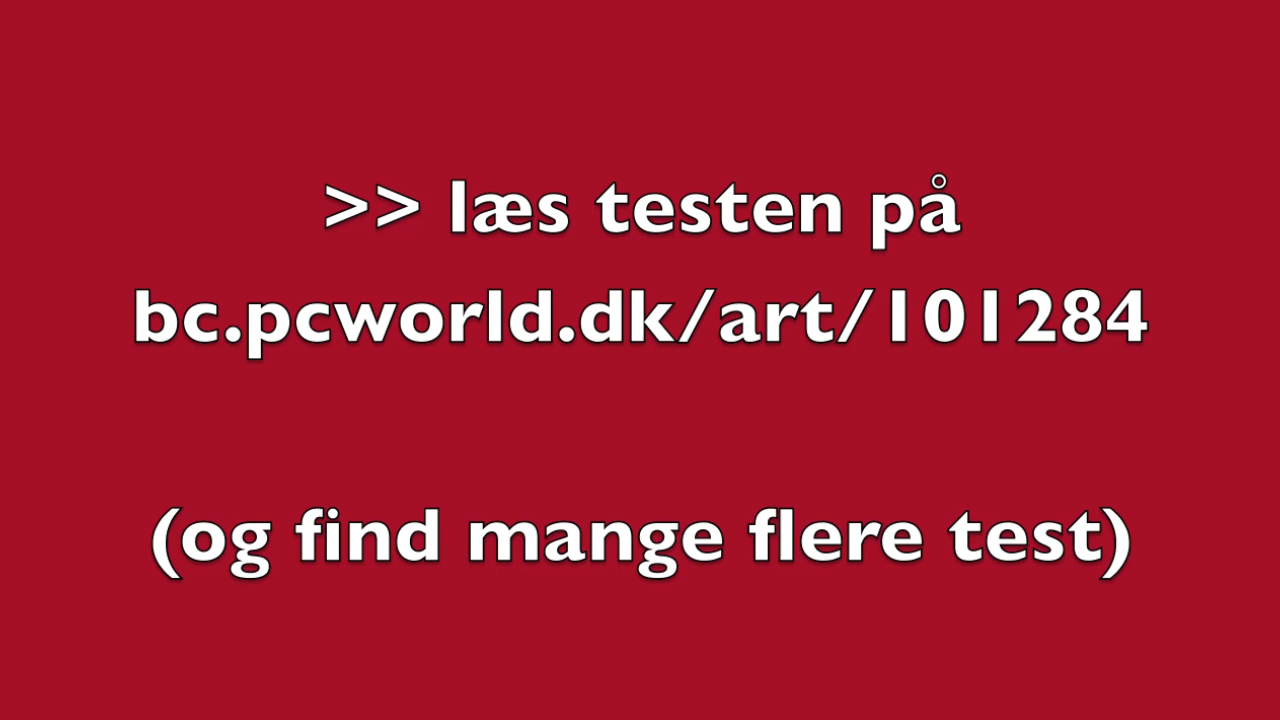 >> læs testen på
bc.pcworld.dk/art/101284
(og find mange flere test)